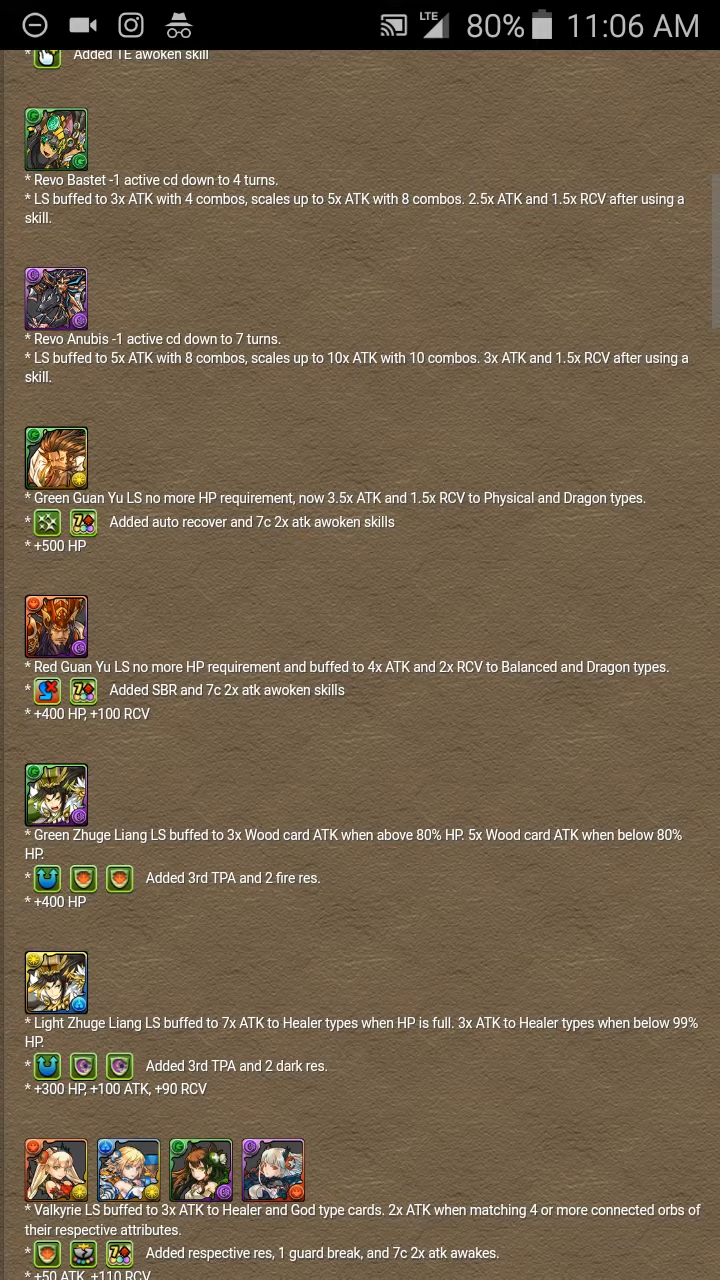 LTE 80% 11:06 AM
* Added TE awoken skill
* Revo Bastet -1 active cd down to 4 turns.
* LS buffed to 3x ATK with 4 combos, scales up to 5x ATK with 8 combos. 2.5x ATK and 1.5x RCV after using a
skill.
* Revo Anubis -1 active cd down to 7 turns.
* LS buffed to 5x ATK with 8 combos, scales up to 10x ATK with 10 combos. 3x ATK and 1.5x RCV after using a
skill.
* Green Guan Yu LS no more HP requirement, now 3.5x ATK and 1.5x RCV to Physical and Dragon types.
* 7 Added auto recover and 7c 2x atk awoken skills
* +500 HP
* Red Guan Yu LS no more HP requirement and buffed to 4x ATK and 2x RCV to Balanced and Dragon types.
* 7 Added SBR and 7c 2x atk awoken skills
* +400 HP, +100 RCV
* Green Zhuge Liang LS buffed to 3x Wood card ATK when above 80% HP. 5x Wood card ATK when below 80%
HP.
* Added 3rd TPA and 2 fire res.
* +400 HP
* Light Zhuge Liang LS buffed to 7x ATK to Healer types when HP is full. 3x ATK to Healer types when below 99%
HP.
* Added 3rd TPA and 2 dark res.
* +300 HP, +100 ATK, +90 RCV
* Valkyrie LS buffed to 3x ATK to Healer and God type cards. 2x ATK when matching 4 or more connected orbs of
their respective attributes.
* 7 Added respective res, 1 guard break, and 7c 2x atk awakes.
* +50 ATK, +110 RCV